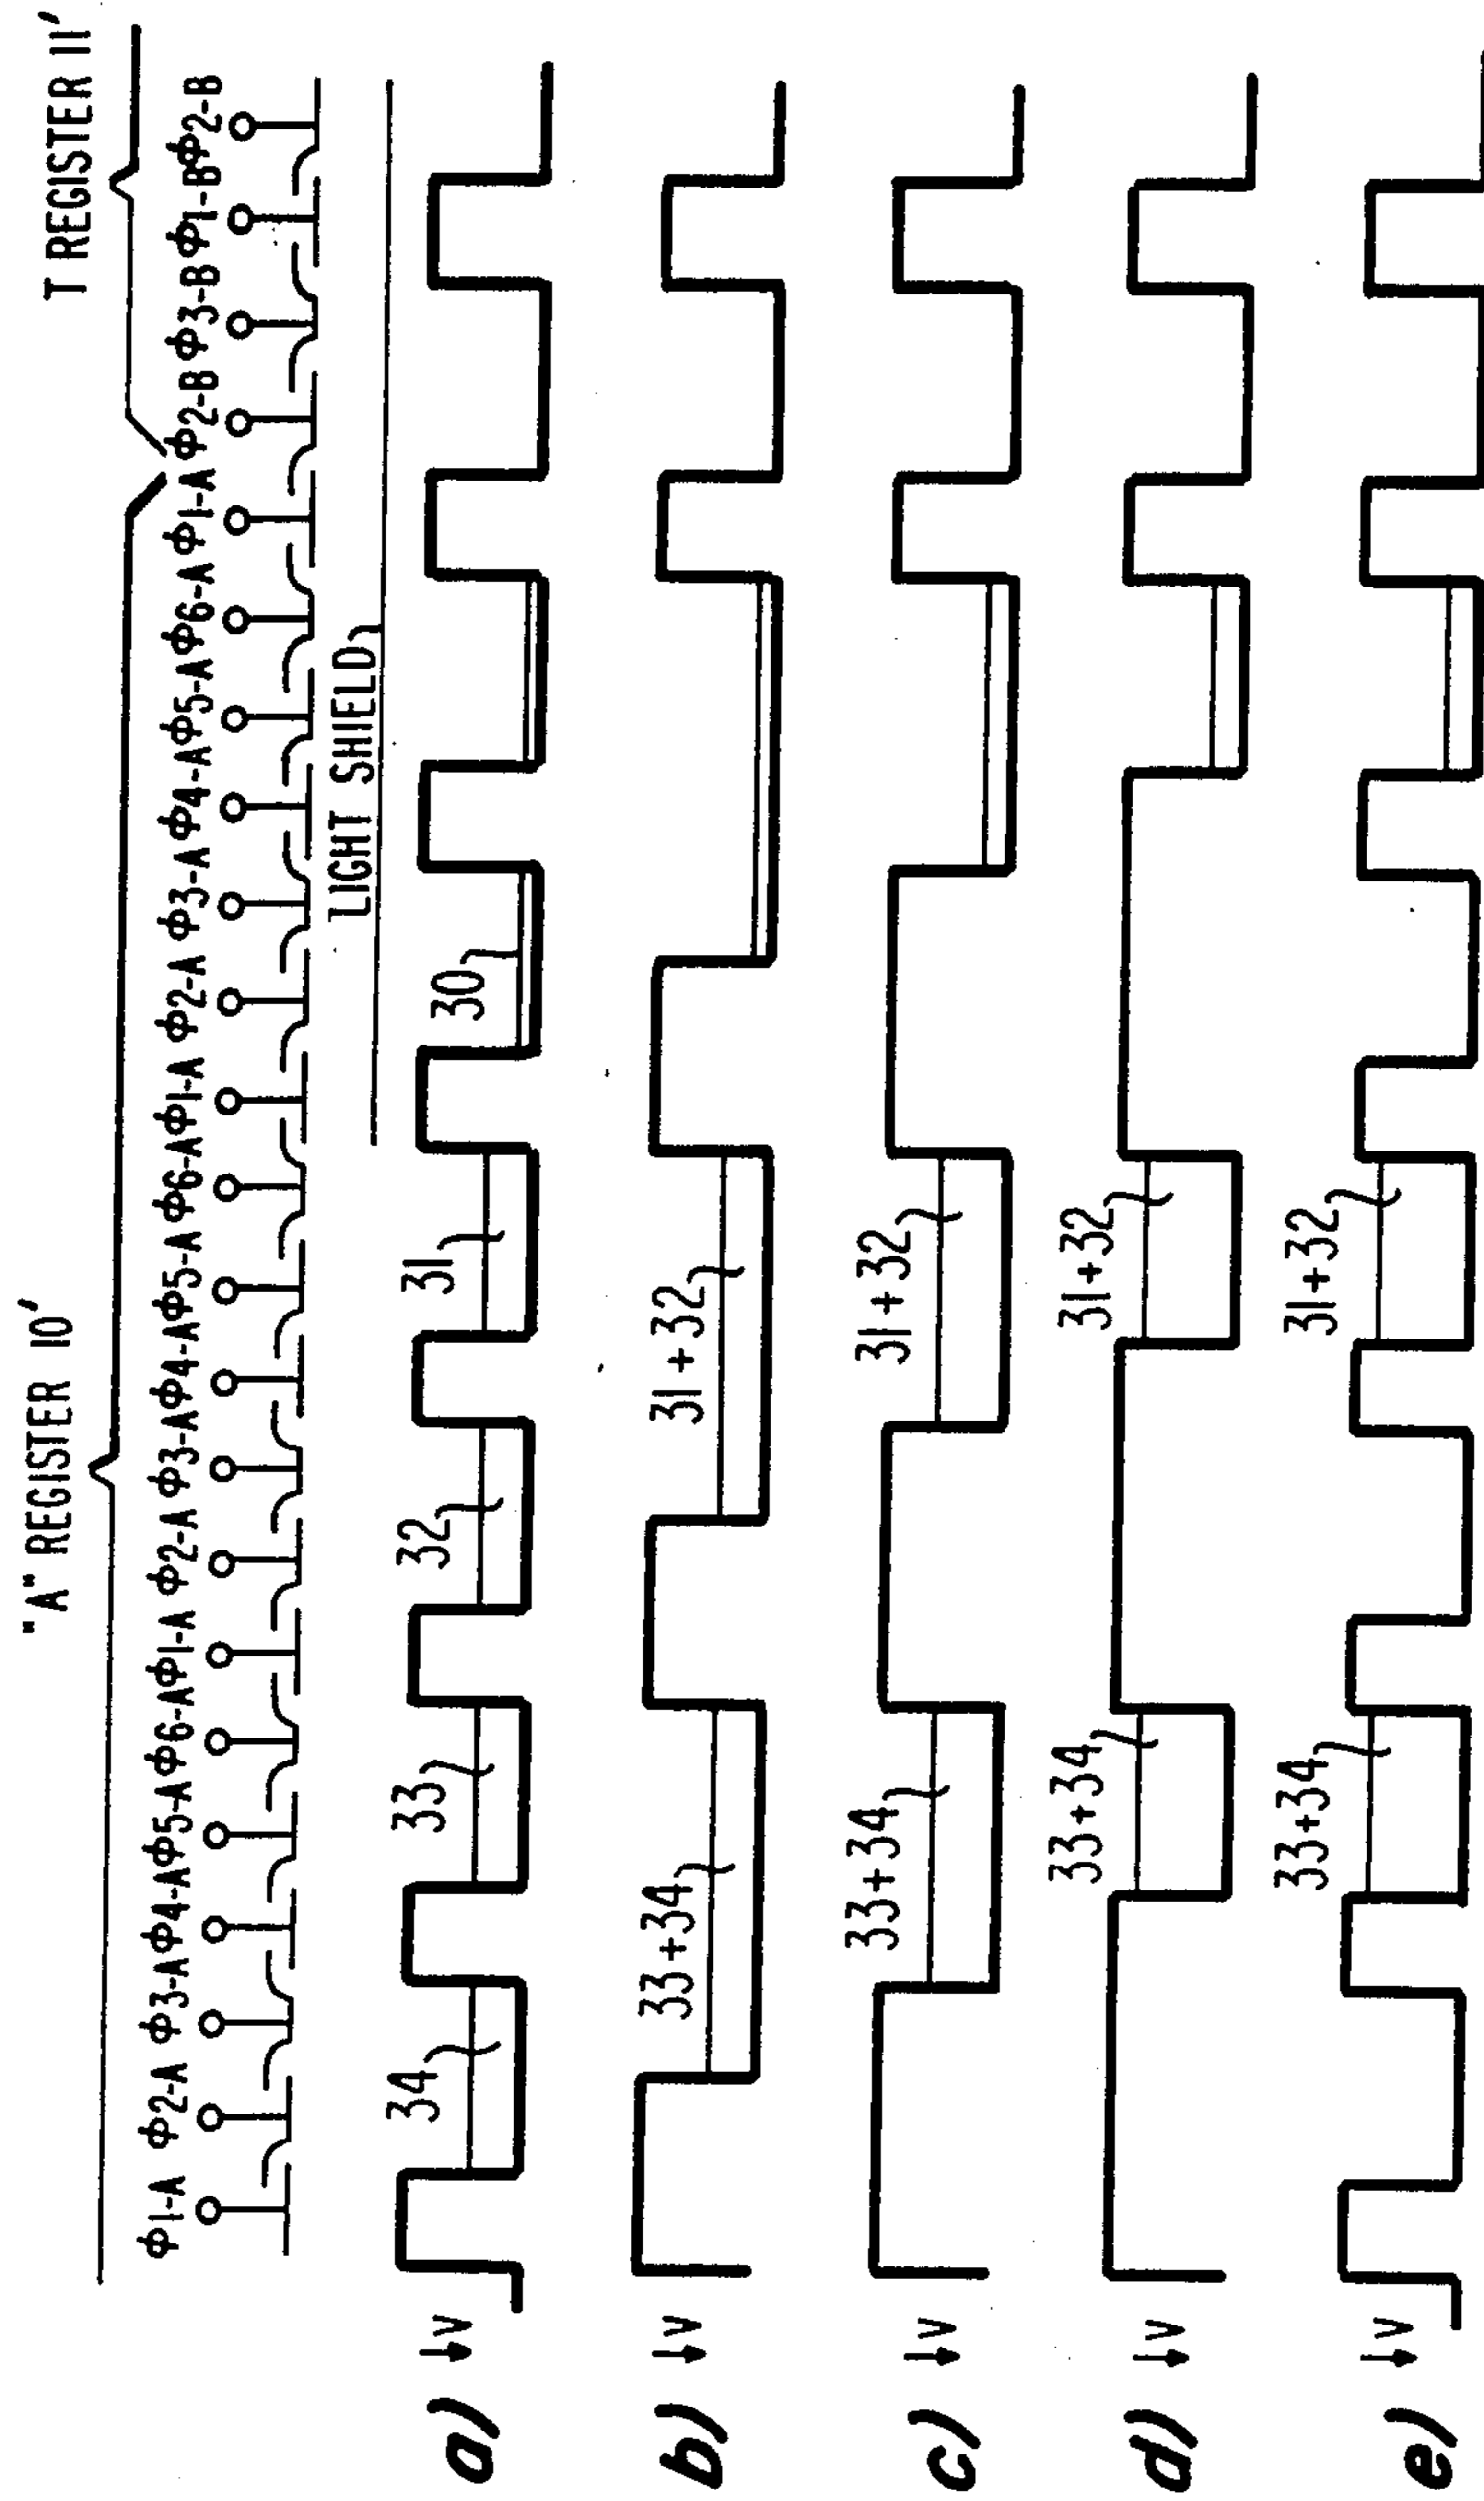 "A" REGISTER 10' T REGISTER 11'
Φ1-A Φ2-A Φ3-A Φ4-A Φ5-A Φ6-A Φ1-A Φ2-A Φ3-A Φ4-A Φ5-A Φ6-A Φ1-A Φ2-A Φ3-A Φ4-A Φ5-A Φ6-A Φ1-A Φ2-B Φ3-B Φ1-B Φ2-B
LIGHT SHIELD
a) ↓V 34 33 32 31 30
b) ↓V 33+34 31+32
c) ↓V 33+34 31+32
d) ↓V 33+34 31+32
e) ↓V 33+34 31+32